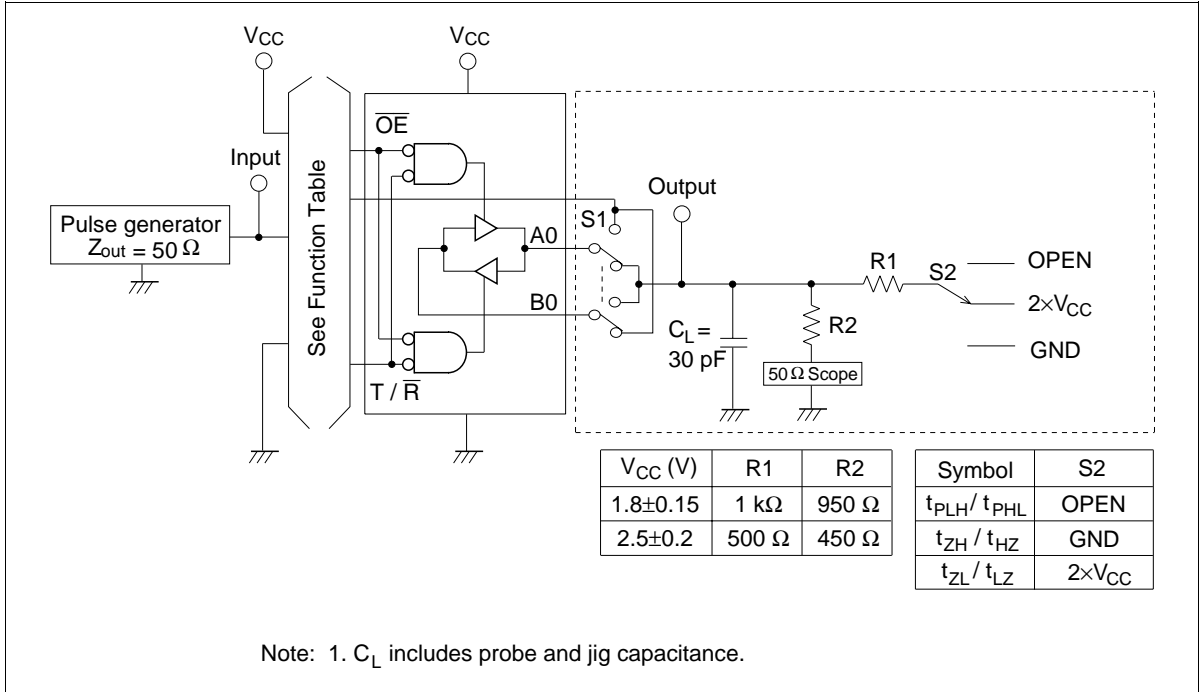 VCC
VCC
OE
Input
See Function Table
Pulse generator
Zout = 50 Ω
T / R
S1
A0
B0
Output
CL =
30 pF
R1
R2
50 Ω Scope
S2
OPEN
2×VCC
GND
VCC (V) R1 R2
1.8±0.15 1 kΩ 950 Ω
2.5±0.2 500 Ω 450 Ω
Symbol S2
tPLH / tPHL OPEN
tZH / tHZ GND
tZL / tLZ 2×VCC
Note: 1. CL includes probe and jig capacitance.